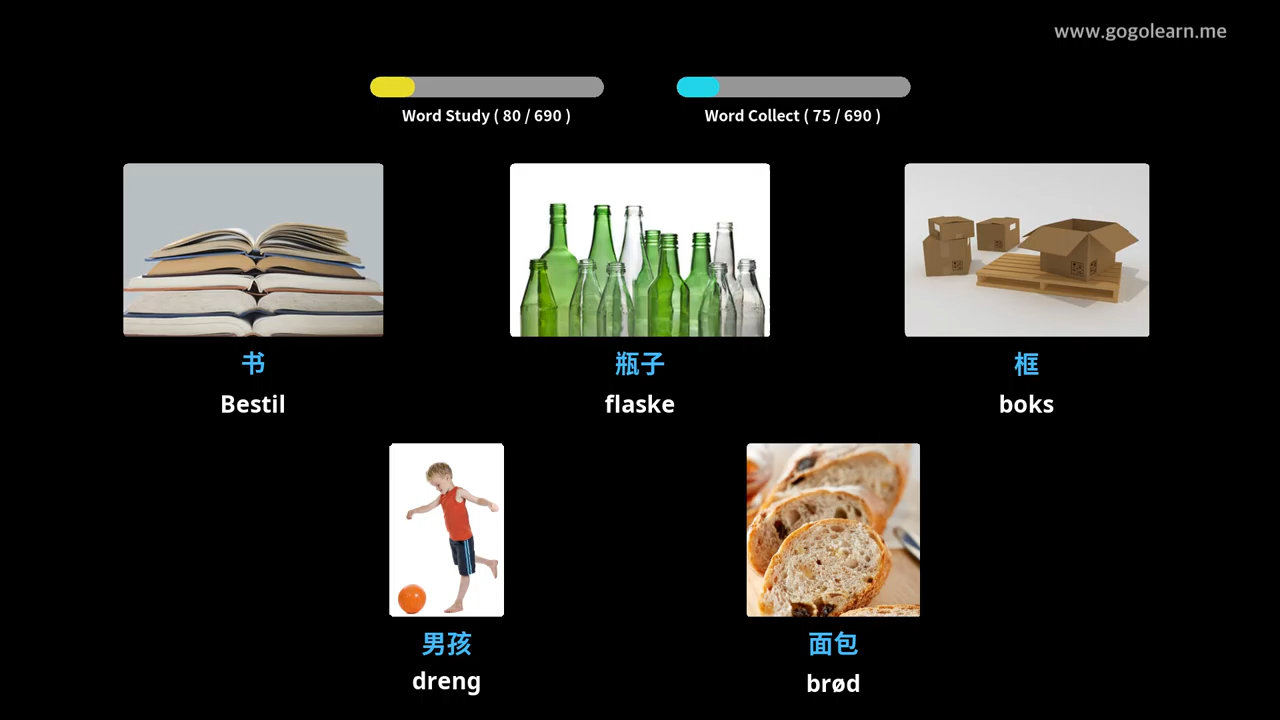 www.gogolearn.me
Word Study ( 80 / 690 )
Word Collect ( 75 / 690 )
书
瓶子
框
Bestil
flaske
boks
男孩
面包
dreng
brød